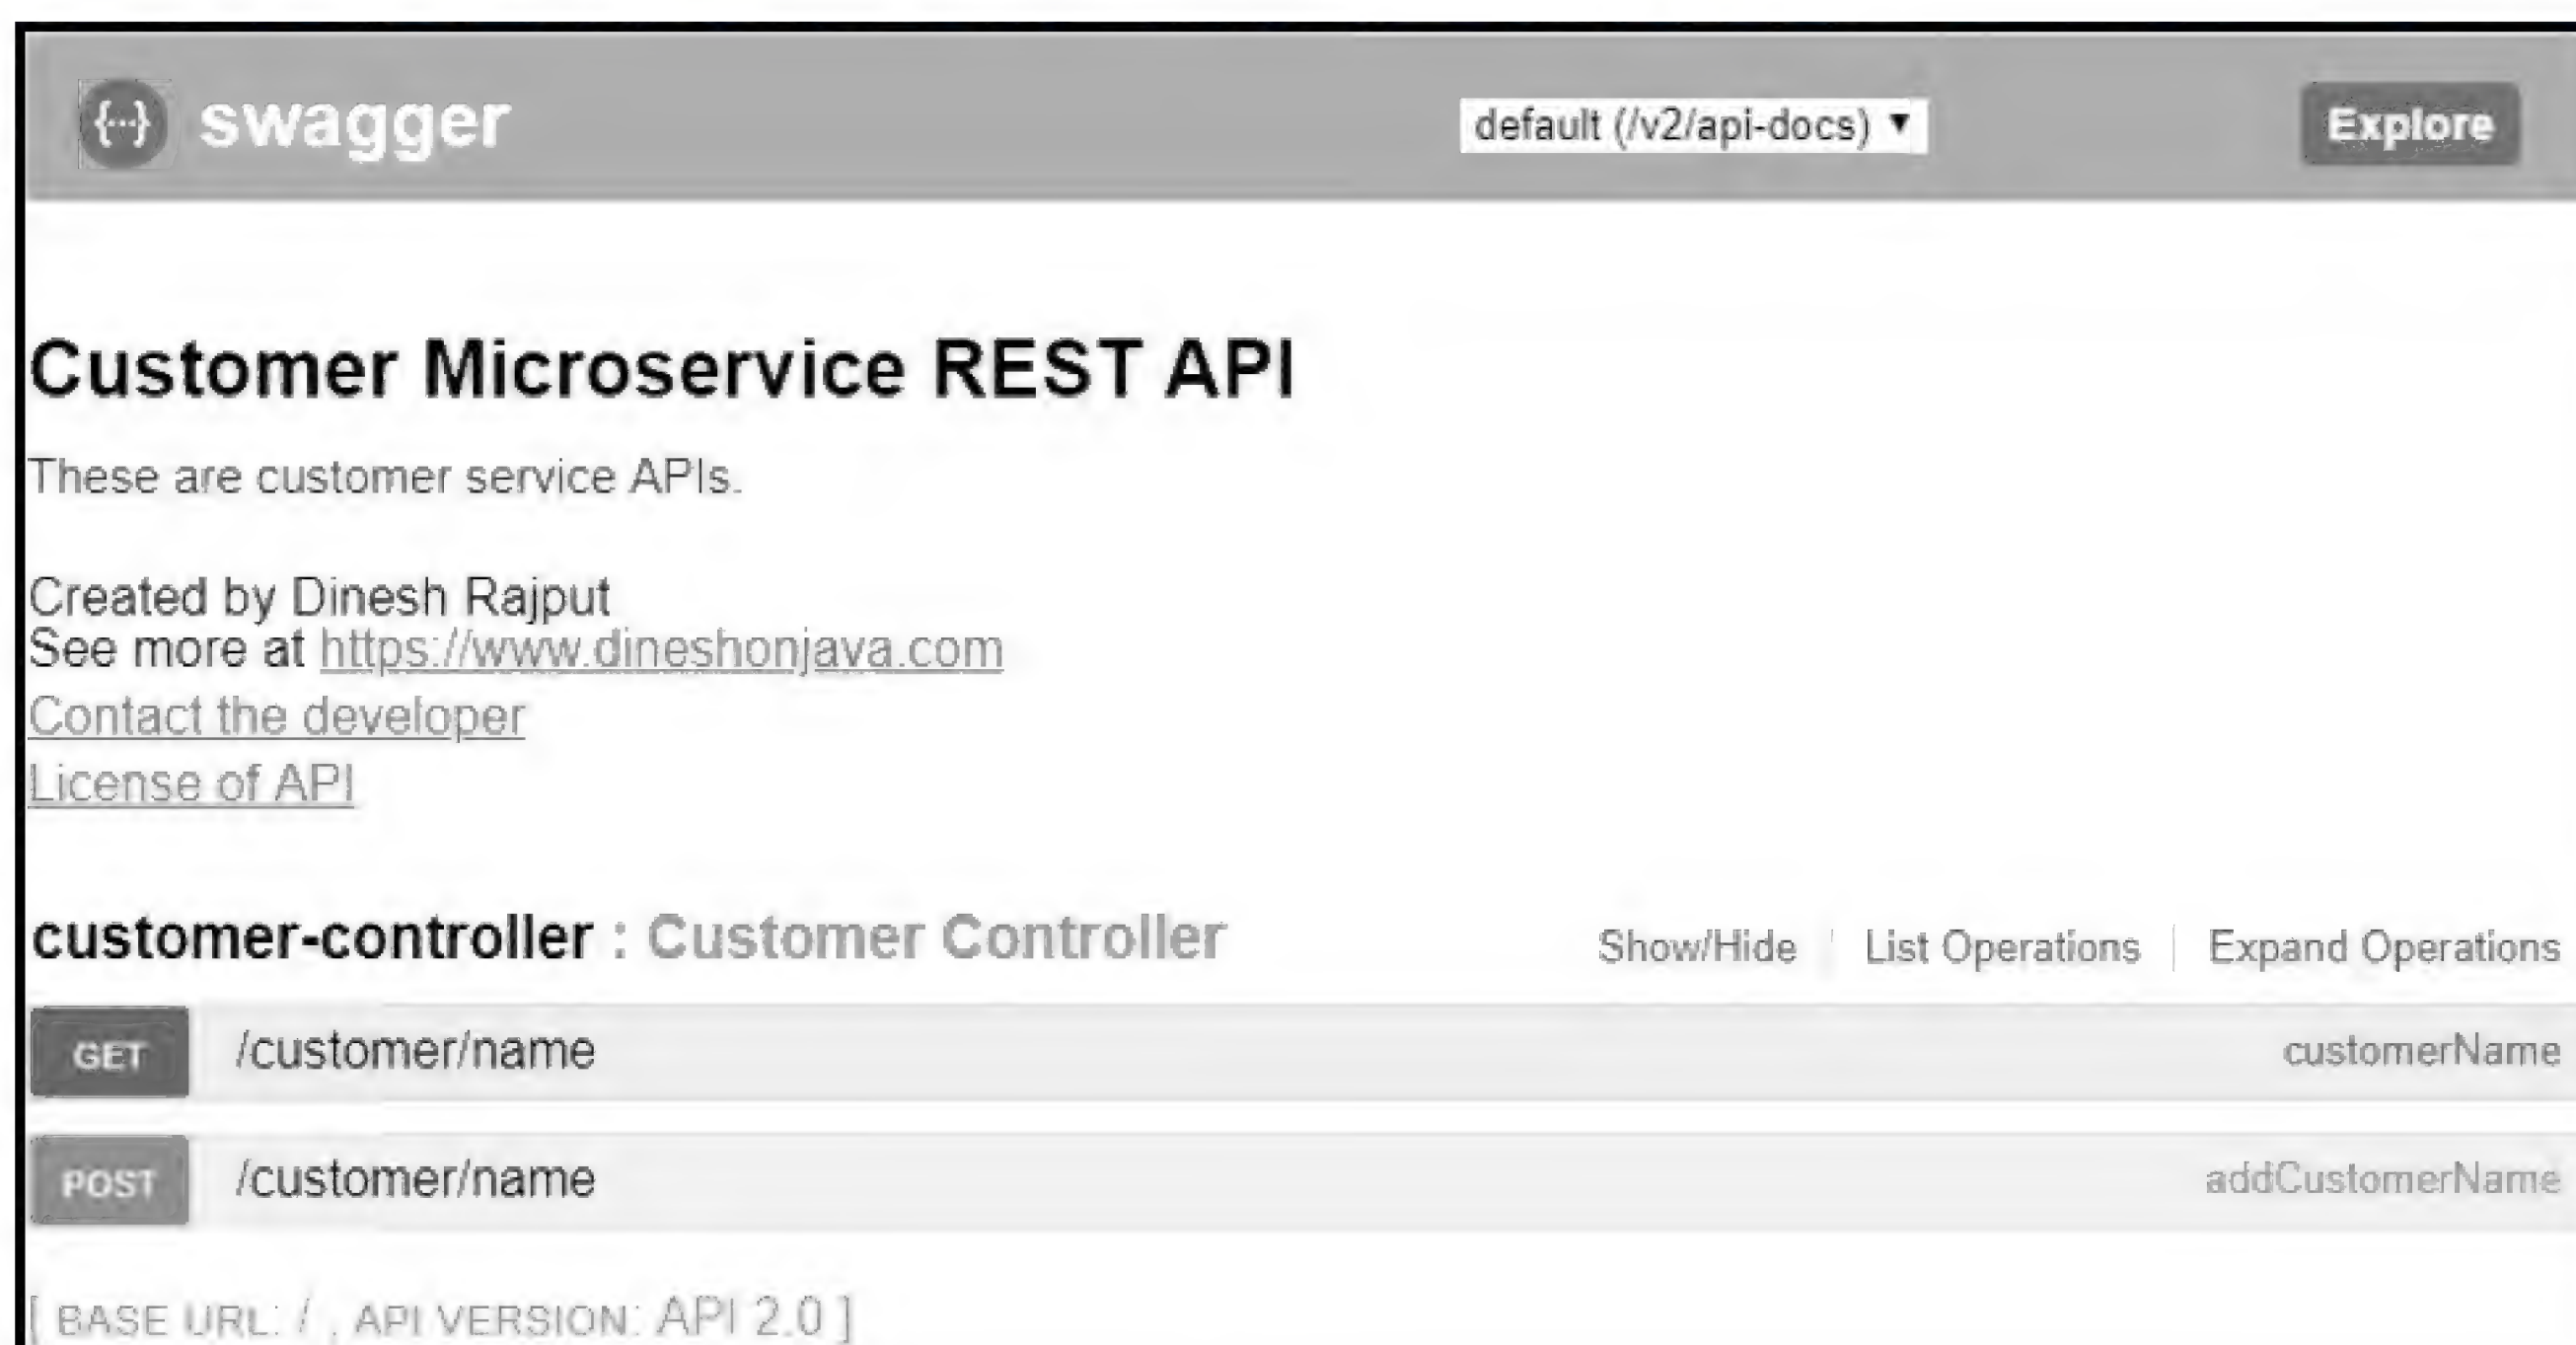 {···} swagger default (/v2/api-docs) ▼ Explore
Customer Microservice REST API
These are customer service APIs.
Created by Dinesh Rajput
See more at https://www.dineshonjava.com
Contact the developer
License of API
customer-controller : Customer Controller Show/Hide | List Operations | Expand Operations
GET /customer/name customerName
POST /customer/name addCustomerName
[ BASE URL: / , API VERSION: API 2.0 ]